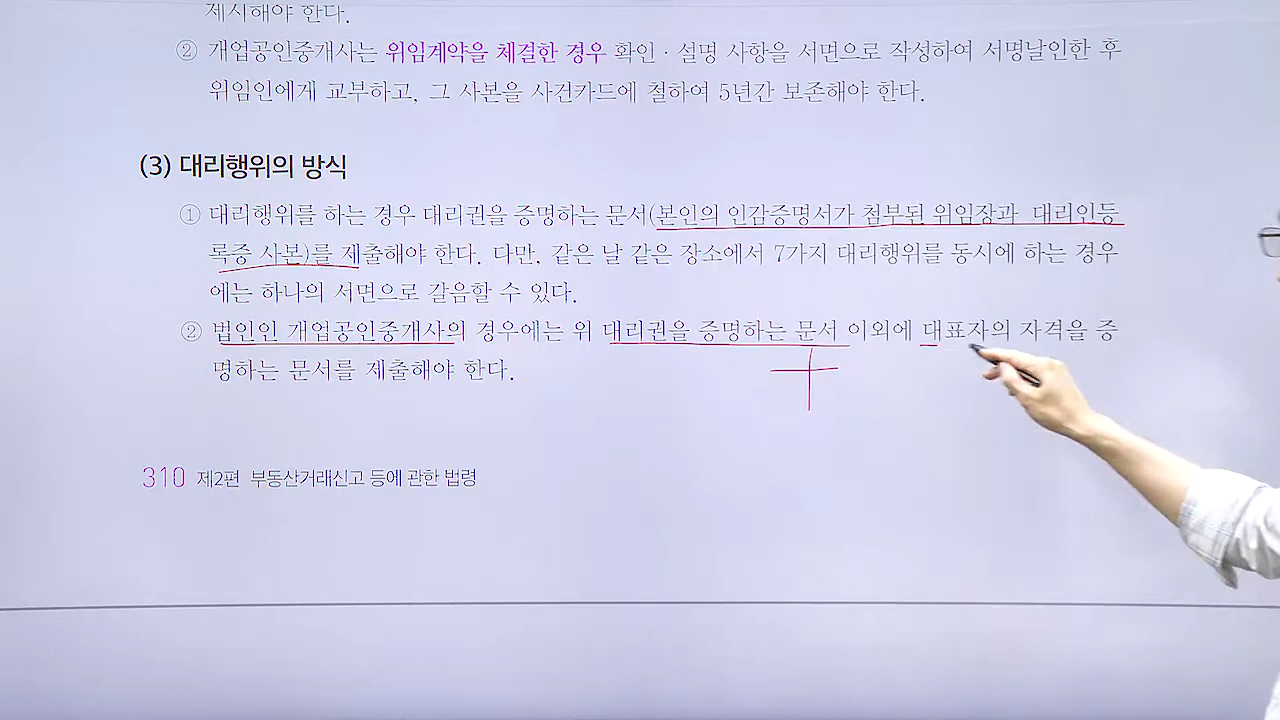 제시해야 한다.
② 개업공인중개사는 위임계약을 체결한 경우 확인·설명 사항을 서면으로 작성하여 서명날인한 후
위임인에게 교부하고, 그 사본을 사건카드에 철하여 5년간 보존해야 한다.
(3) 대리행위의 방식
① 대리행위를 하는 경우 대리권을 증명하는 문서(본인의 인감증명서가 첨부된 위임장과 대리인등
록증 사본)를 제출해야 한다. 다만, 같은 날 같은 장소에서 7가지 대리행위를 동시에 하는 경우
에는 하나의 서면으로 갈음할 수 있다.
② 법인인 개업공인중개사의 경우에는 위 대리권을 증명하는 문서 이외에 대표자의 자격을 증
명하는 문서를 제출해야 한다.
310 제2편 부동산거래신고 등에 관한 법령